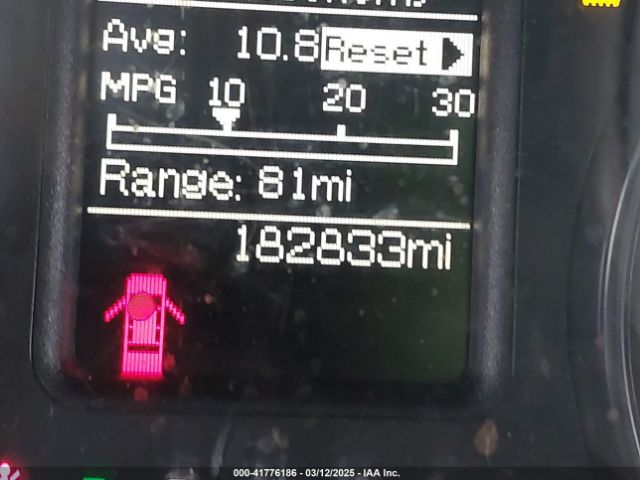 Avg: 10.8 Reset
MPG 10 20 30
Range: 81mi
182833mi
000-41776186 - 03/12/2025 - IAA Inc.